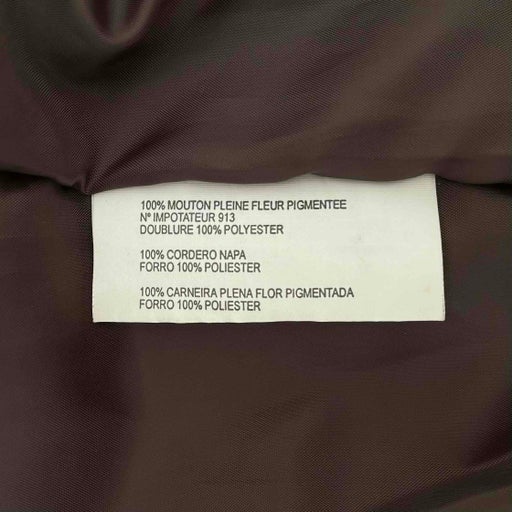 100% MOUTON PLEINE FLEUR PIGMENTEE
Nº IMPOTATEUR 913
DOUBLURE 100% POLYESTER
100% CORDERO NAPA
FORRO 100% POLIESTER
100% CARNEIRA PLENA FLOR PIGMENTADA
FORRO 100% POLIESTER